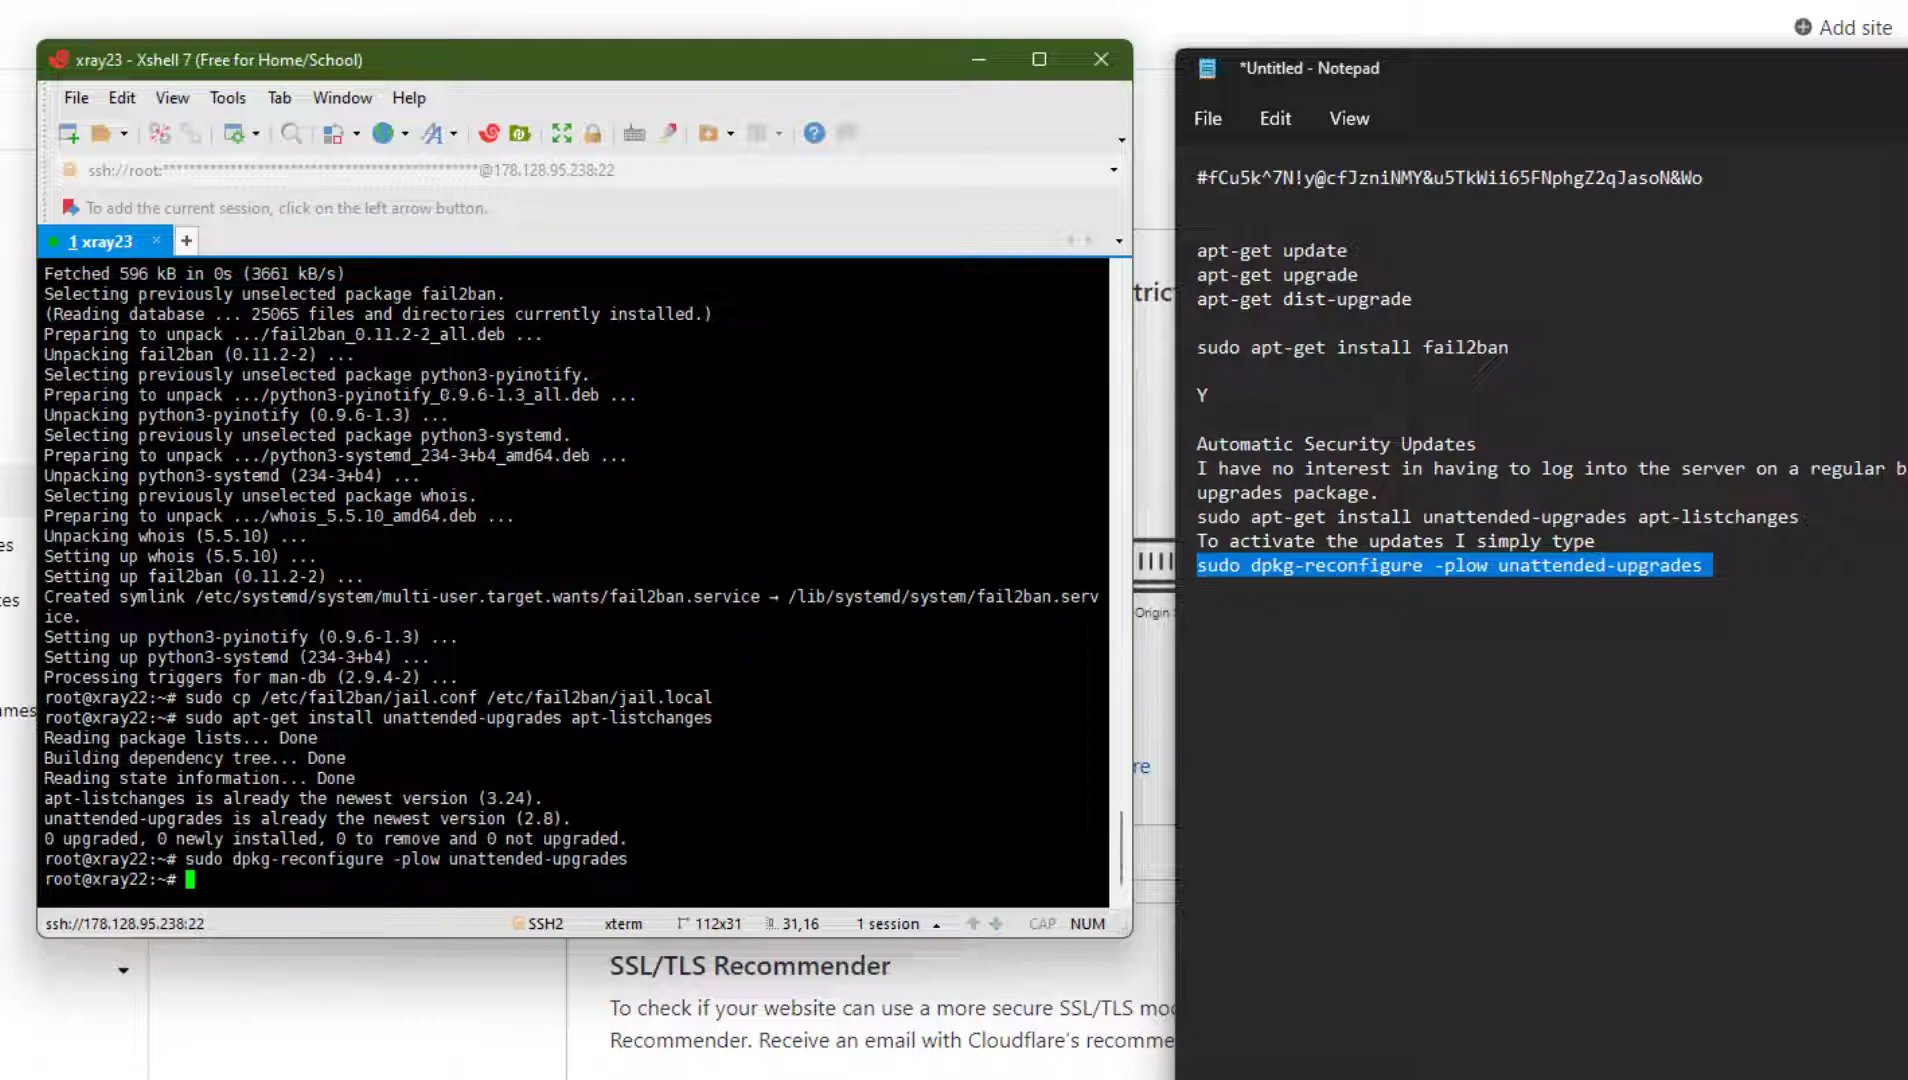 Add site
xray23 - Xshell 7 (Free for Home/School)
File Edit View Tools Tab Window Help
ssh://root:*****************************************@178.128.95.238:22
To add the current session, click on the left arrow button.
1 xray23
Fetched 596 kB in 0s (3661 kB/s)
Selecting previously unselected package fail2ban.
(Reading database ... 25065 files and directories currently installed.)
Preparing to unpack .../fail2ban_0.11.2-2_all.deb ...
Unpacking fail2ban (0.11.2-2) ...
Selecting previously unselected package python3-pyinotify.
Preparing to unpack .../python3-pyinotify_0.9.6-1.3_all.deb ...
Unpacking python3-pyinotify (0.9.6-1.3) ...
Selecting previously unselected package python3-systemd.
Preparing to unpack .../python3-systemd_234-3+b4_amd64.deb ...
Unpacking python3-systemd (234-3+b4) ...
Selecting previously unselected package whois.
Preparing to unpack .../whois_5.5.10_amd64.deb ...
Unpacking whois (5.5.10) ...
Setting up whois (5.5.10) ...
Setting up fail2ban (0.11.2-2) ...
Created symlink /etc/systemd/system/multi-user.target.wants/fail2ban.service → /lib/systemd/system/fail2ban.serv
ice.
Setting up python3-pyinotify (0.9.6-1.3) ...
Setting up python3-systemd (234-3+b4) ...
Processing triggers for man-db (2.9.4-2) ...
root@xray22:~# sudo cp /etc/fail2ban/jail.conf /etc/fail2ban/jail.local
root@xray22:~# sudo apt-get install unattended-upgrades apt-listchanges
Reading package lists... Done
Building dependency tree... Done
Reading state information... Done
apt-listchanges is already the newest version (3.24).
unattended-upgrades is already the newest version (2.8).
0 upgraded, 0 newly installed, 0 to remove and 0 not upgraded.
root@xray22:~# sudo dpkg-reconfigure -plow unattended-upgrades
root@xray22:~#
ssh://178.128.95.238:22 SSH2 xterm 112x31 31,16 1 session CAP NUM
*Untitled - Notepad
File Edit View
#fCu5k^7N!y@cfJzniNMY&u5TkWii65FNphgZ2qJasoN&Wo
apt-get update
apt-get upgrade
apt-get dist-upgrade
sudo apt-get install fail2ban
Y
Automatic Security Updates
I have no interest in having to log into the server on a regular b
upgrades package.
sudo apt-get install unattended-upgrades apt-listchanges
To activate the updates I simply type
sudo dpkg-reconfigure -plow unattended-upgrades
tric
Origin
re
es
tes
ames
SSL/TLS Recommender
To check if your website can use a more secure SSL/TLS mo
Recommender. Receive an email with Cloudflare's recomme